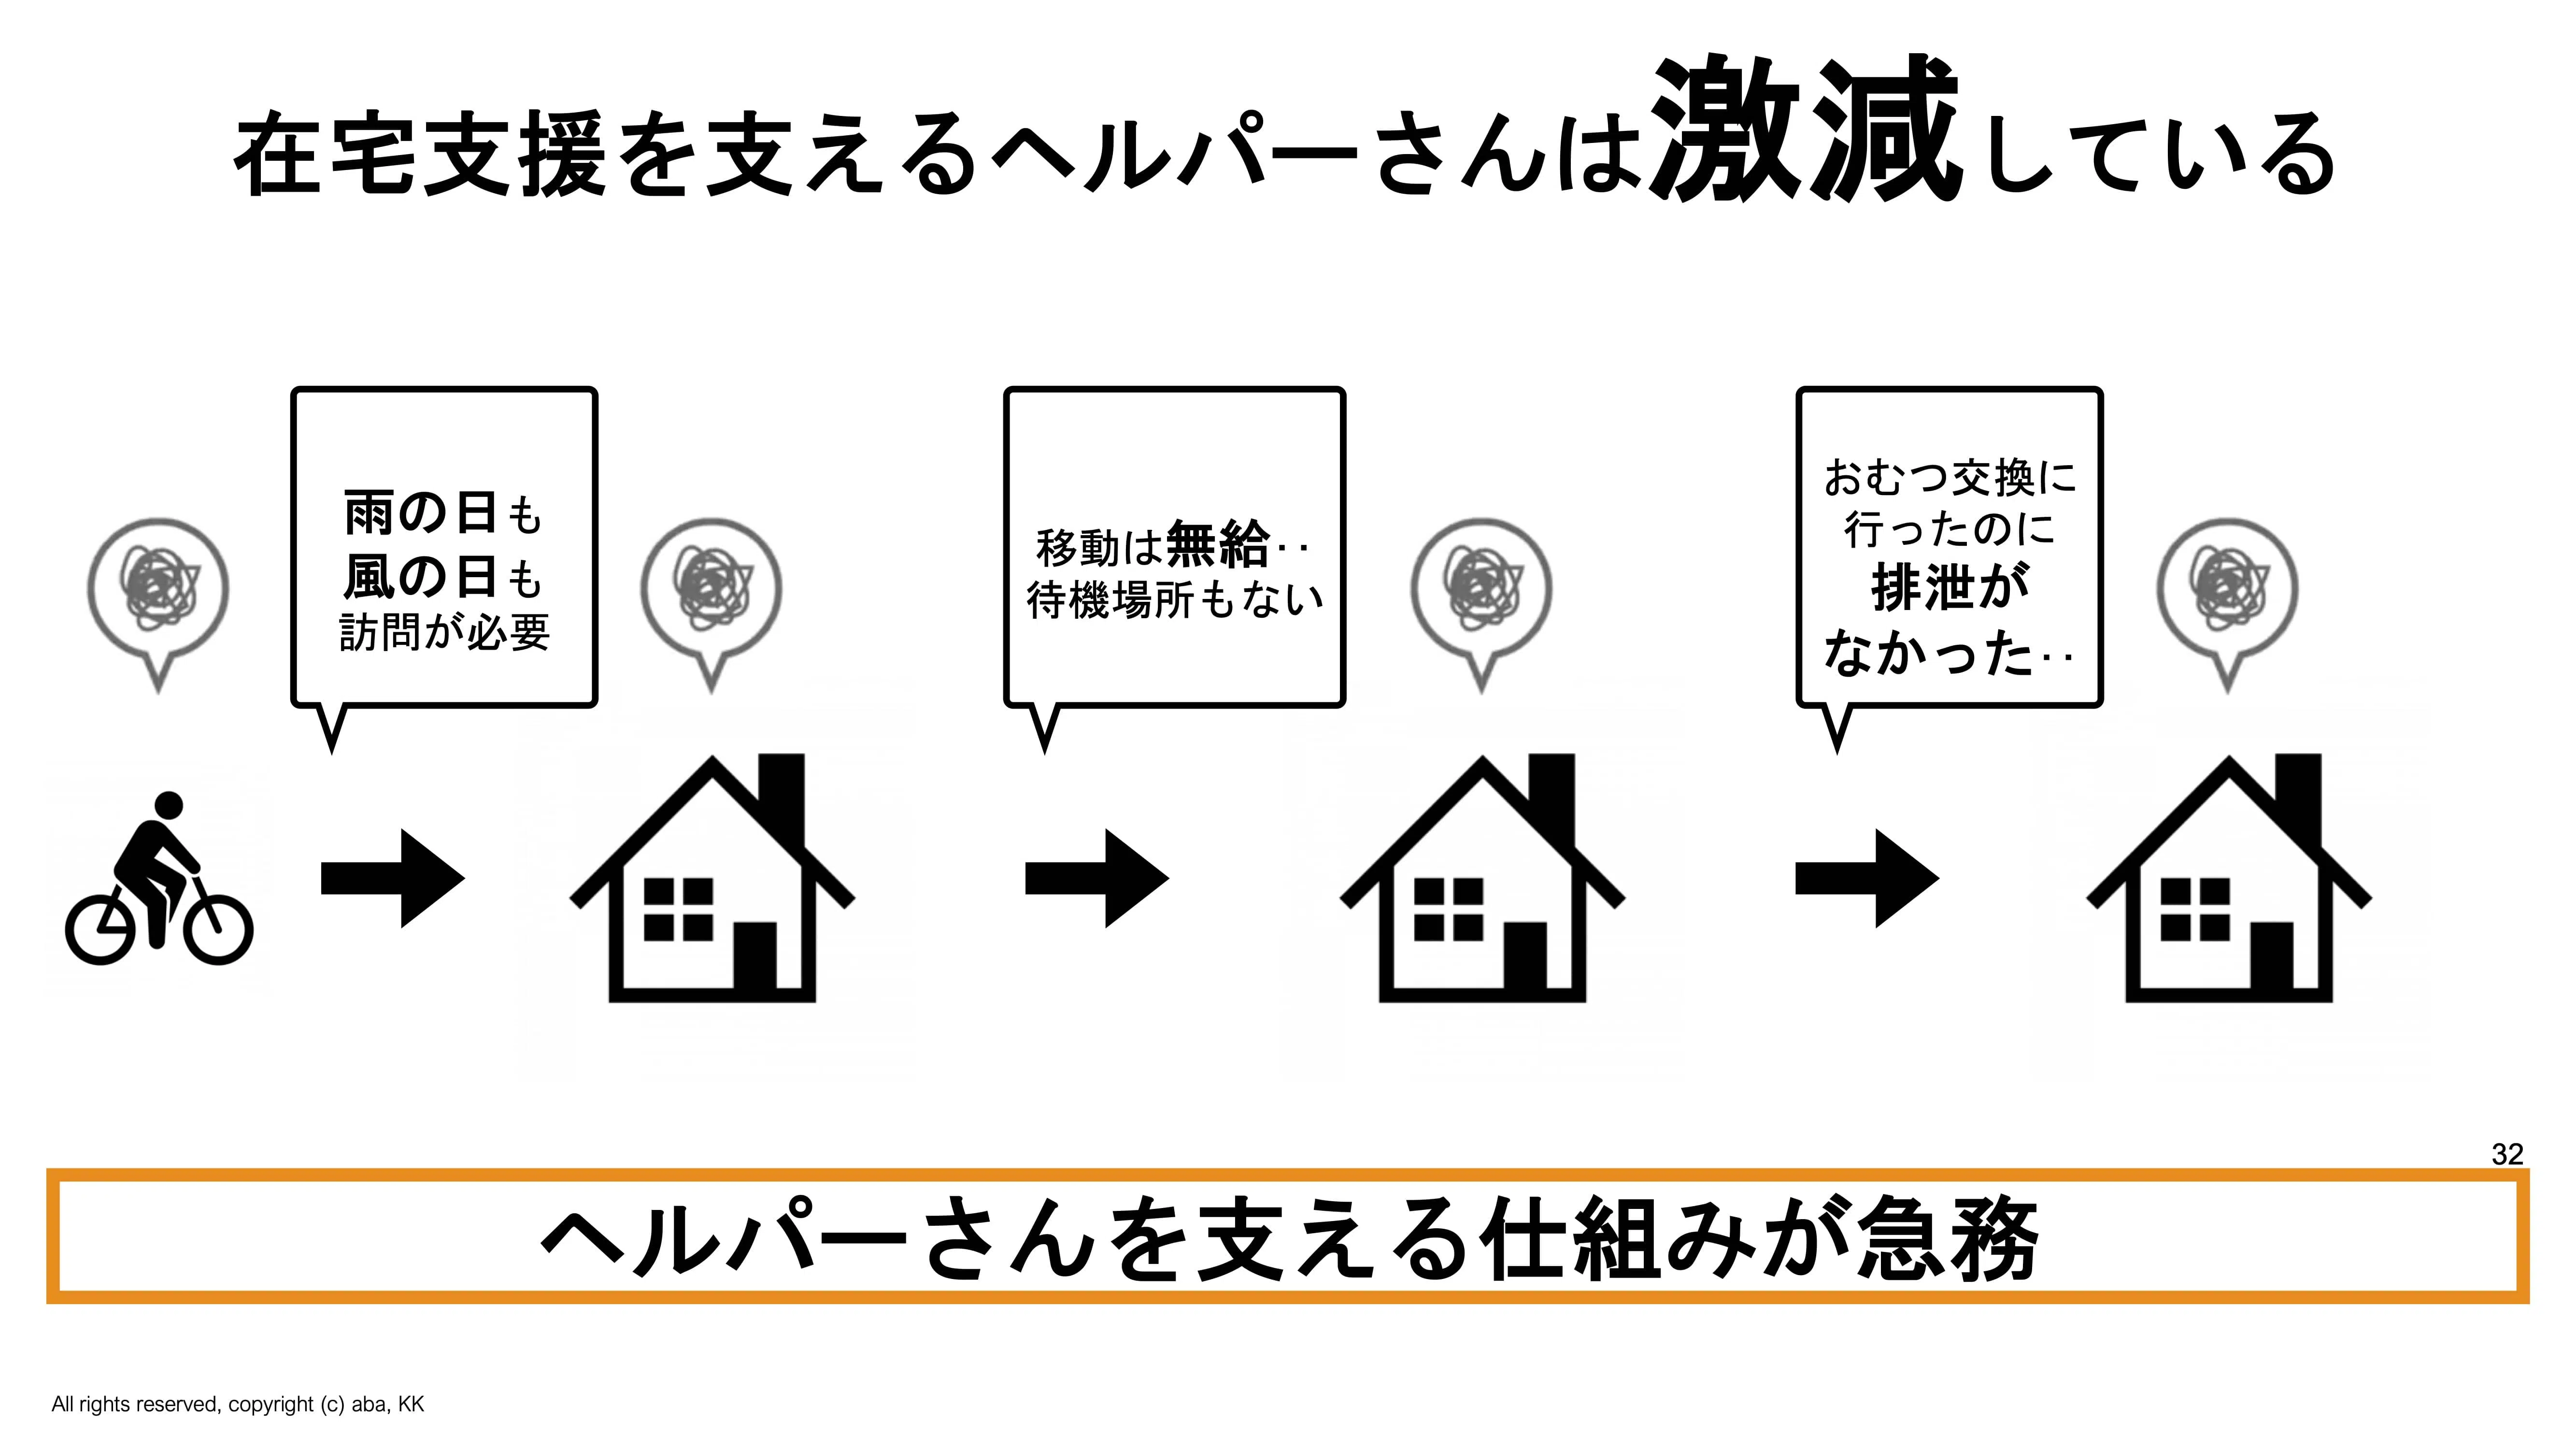 在宅支援を支えるヘルパーさんは激減している
雨の日も
風の日も
訪問が必要
移動は無給‥
待機場所もない
おむつ交換に
行ったのに
排泄が
なかった‥
32
ヘルパーさんを支える仕組みが急務
All rights reserved, copyright (c) aba, KK